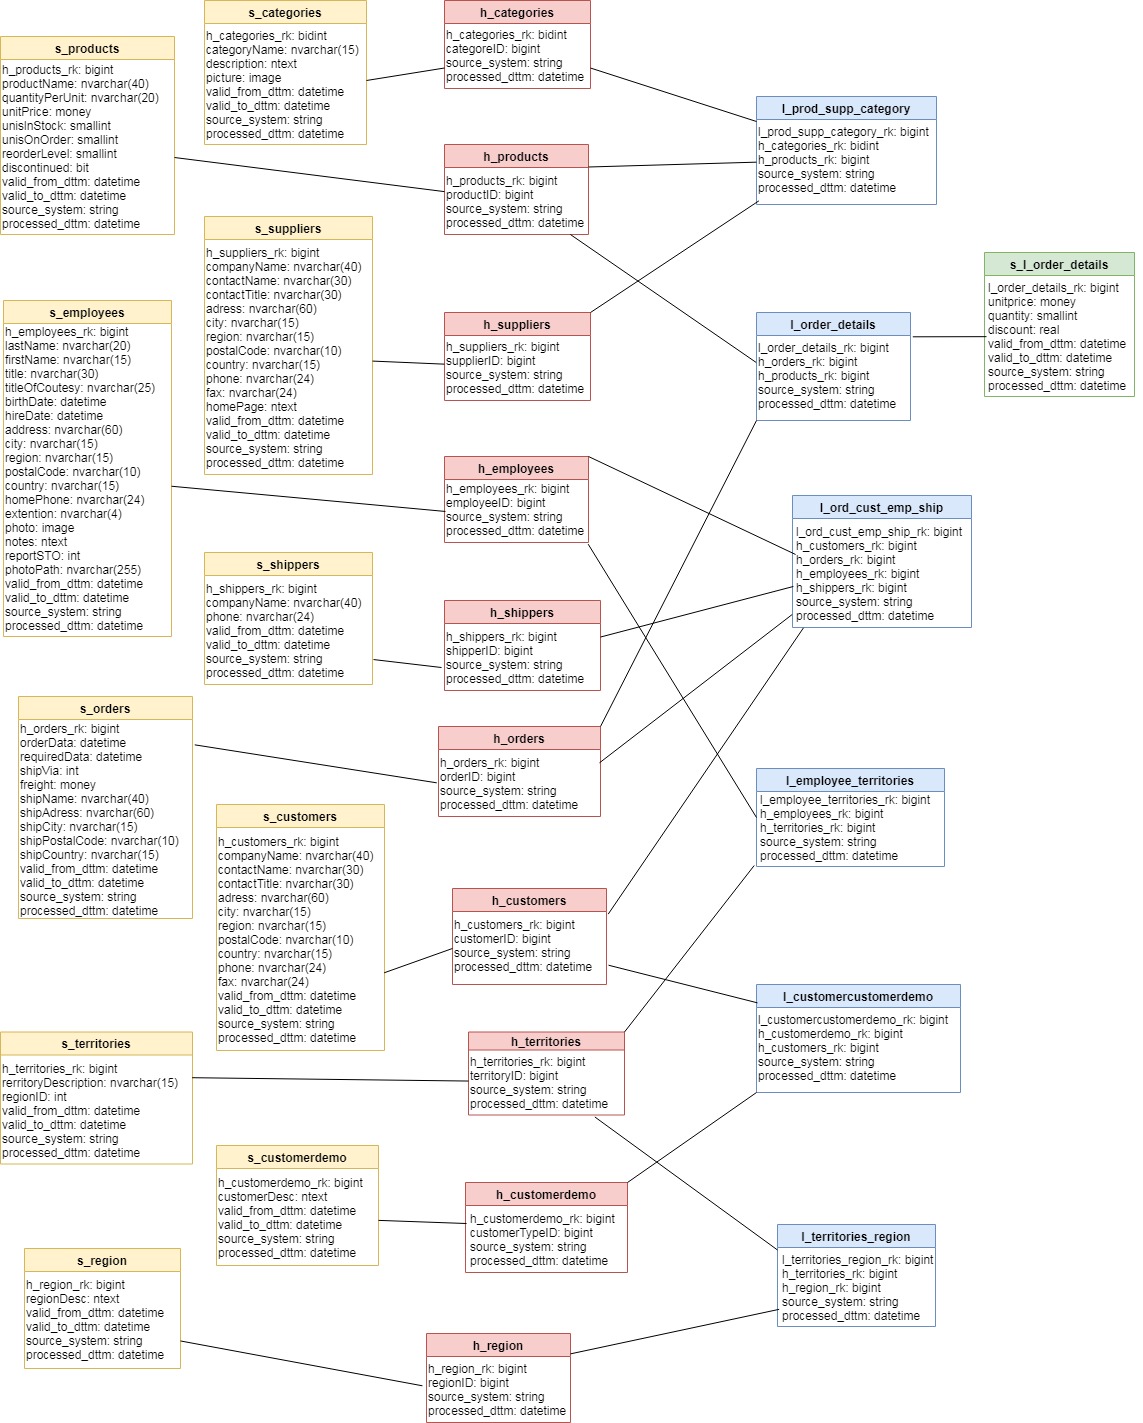 s_categories
h_categories_rk: bidint
categoryName: nvarchar(15)
description: ntext
picture: image
valid_from_dttm: datetime
valid_to_dttm: datetime
source_system: string
processed_dttm: datetime
h_categories
h_categories_rk: bidint
categoreID: bigint
source_system: string
processed_dttm: datetime
s_products
h_products_rk: bigint
productName: nvarchar(40)
quantityPerUnit: nvarchar(20)
unitPrice: money
unisInStock: smallint
unisOnOrder: smallint
reorderLevel: smallint
discontinued: bit
valid_from_dttm: datetime
valid_to_dttm: datetime
source_system: string
processed_dttm: datetime
l_prod_supp_category
l_prod_supp_category_rk: bigint
h_categories_rk: bidint
h_products_rk: bigint
source_system: string
processed_dttm: datetime
h_products
h_products_rk: bigint
productID: bigint
source_system: string
processed_dttm: datetime
s_suppliers
h_suppliers_rk: bigint
companyName: nvarchar(40)
contactName: nvarchar(30)
contactTitle: nvarchar(30)
adress: nvarchar(60)
city: nvarchar(15)
region: nvarchar(15)
postalCode: nvarchar(10)
country: nvarchar(15)
phone: nvarchar(24)
fax: nvarchar(24)
homePage: ntext
valid_from_dttm: datetime
valid_to_dttm: datetime
source_system: string
processed_dttm: datetime
s_l_order_details
l_order_details_rk: bigint
unitprice: money
quantity: smallint
discount: real
valid_from_dttm: datetime
valid_to_dttm: datetime
source_system: string
processed_dttm: datetime
s_employees
h_employees_rk: bigint
lastName: nvarchar(20)
firstName: nvarchar(15)
title: nvarchar(30)
titleOfCoutesy: nvarchar(25)
birthDate: datetime
hireDate: datetime
address: nvarchar(60)
city: nvarchar(15)
region: nvarchar(15)
postalCode: nvarchar(10)
country: nvarchar(15)
homePhone: nvarchar(24)
extention: nvarchar(4)
photo: image
notes: ntext
reportSTO: int
photoPath: nvarchar(255)
valid_from_dttm: datetime
valid_to_dttm: datetime
source_system: string
processed_dttm: datetime
h_suppliers
h_suppliers_rk: bigint
supplierID: bigint
source_system: string
processed_dttm: datetime
l_order_details
l_order_details_rk: bigint
h_orders_rk: bigint
h_products_rk: bigint
source_system: string
processed_dttm: datetime
h_employees
h_employees_rk: bigint
employeeID: bigint
source_system: string
processed_dttm: datetime
l_ord_cust_emp_ship
l_ord_cust_emp_ship_rk: bigint
h_customers_rk: bigint
h_orders_rk: bigint
h_employees_rk: bigint
h_shippers_rk: bigint
source_system: string
processed_dttm: datetime
s_shippers
h_shippers_rk: bigint
companyName: nvarchar(40)
phone: nvarchar(24)
valid_from_dttm: datetime
valid_to_dttm: datetime
source_system: string
processed_dttm: datetime
h_shippers
h_shippers_rk: bigint
shipperID: bigint
source_system: string
processed_dttm: datetime
s_orders
h_orders_rk: bigint
orderData: datetime
requiredData: datetime
shipVia: int
freight: money
shipName: nvarchar(40)
shipAdress: nvarchar(60)
shipCity: nvarchar(15)
shipPostalCode: nvarchar(10)
shipCountry: nvarchar(15)
valid_from_dttm: datetime
valid_to_dttm: datetime
source_system: string
processed_dttm: datetime
h_orders
h_orders_rk: bigint
orderID: bigint
source_system: string
processed_dttm: datetime
l_employee_territories
l_employee_territories_rk: bigint
h_employees_rk: bigint
h_territories_rk: bigint
source_system: string
processed_dttm: datetime
s_customers
h_customers_rk: bigint
companyName: nvarchar(40)
contactName: nvarchar(30)
contactTitle: nvarchar(30)
adress: nvarchar(60)
city: nvarchar(15)
region: nvarchar(15)
postalCode: nvarchar(10)
country: nvarchar(15)
phone: nvarchar(24)
fax: nvarchar(24)
valid_from_dttm: datetime
valid_to_dttm: datetime
source_system: string
processed_dttm: datetime
h_customers
h_customers_rk: bigint
customerID: bigint
source_system: string
processed_dttm: datetime
l_customercustomerdemo
l_customercustomerdemo_rk: bigint
h_customerdemo_rk: bigint
h_customers_rk: bigint
source_system: string
processed_dttm: datetime
s_territories
h_territories_rk: bigint
rerritoryDescription: nvarchar(15)
regionID: int
valid_from_dttm: datetime
valid_to_dttm: datetime
source_system: string
processed_dttm: datetime
h_territories
h_territories_rk: bigint
territoryID: bigint
source_system: string
processed_dttm: datetime
s_customerdemo
h_customerdemo_rk: bigint
customerDesc: ntext
valid_from_dttm: datetime
valid_to_dttm: datetime
source_system: string
processed_dttm: datetime
h_customerdemo
h_customerdemo_rk: bigint
customerTypeID: bigint
source_system: string
processed_dttm: datetime
l_territories_region
l_territories_region_rk: bigint
h_territories_rk: bigint
h_region_rk: bigint
source_system: string
processed_dttm: datetime
s_region
h_region_rk: bigint
regionDesc: ntext
valid_from_dttm: datetime
valid_to_dttm: datetime
source_system: string
processed_dttm: datetime
h_region
h_region_rk: bigint
regionID: bigint
source_system: string
processed_dttm: datetime